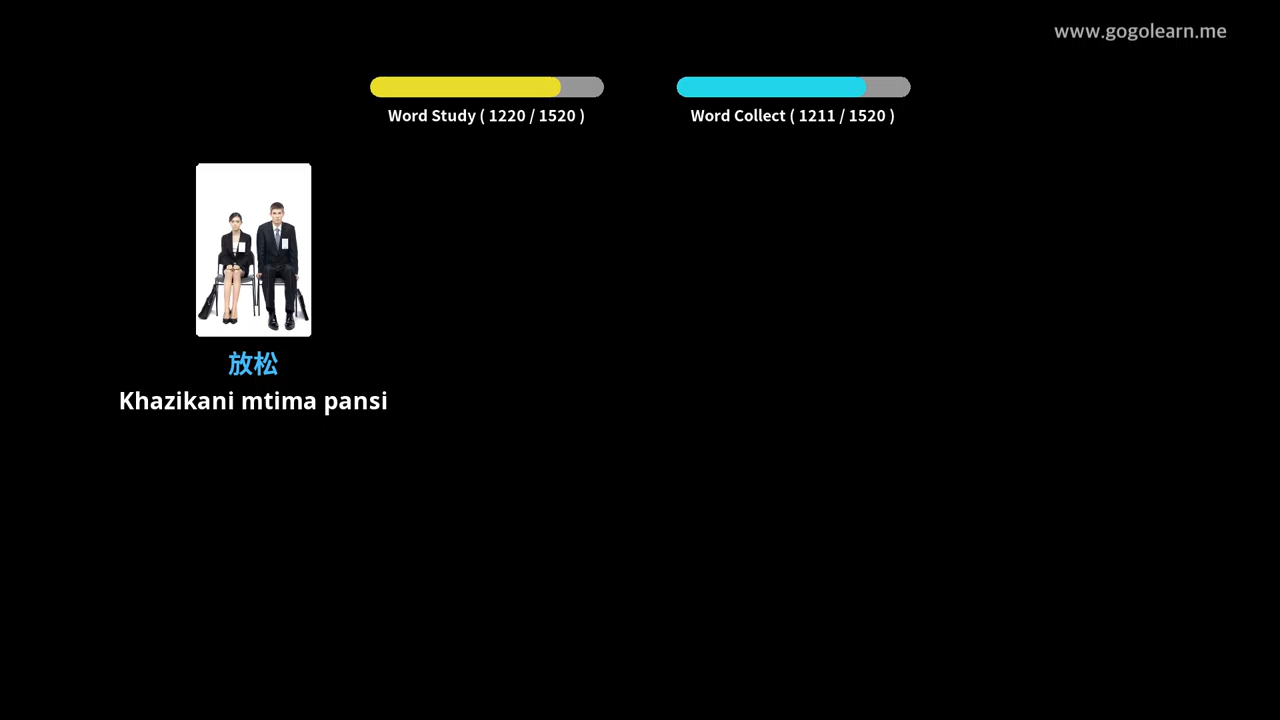 www.gogolearn.me
Word Study ( 1220 / 1520 )
Word Collect ( 1211 / 1520 )
放松
Khazikani mtima pansi